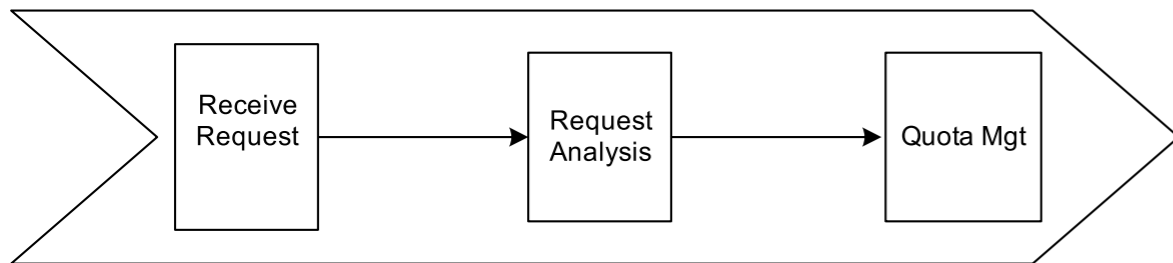 Receive
Request
Request
Analysis
Quota Mgt